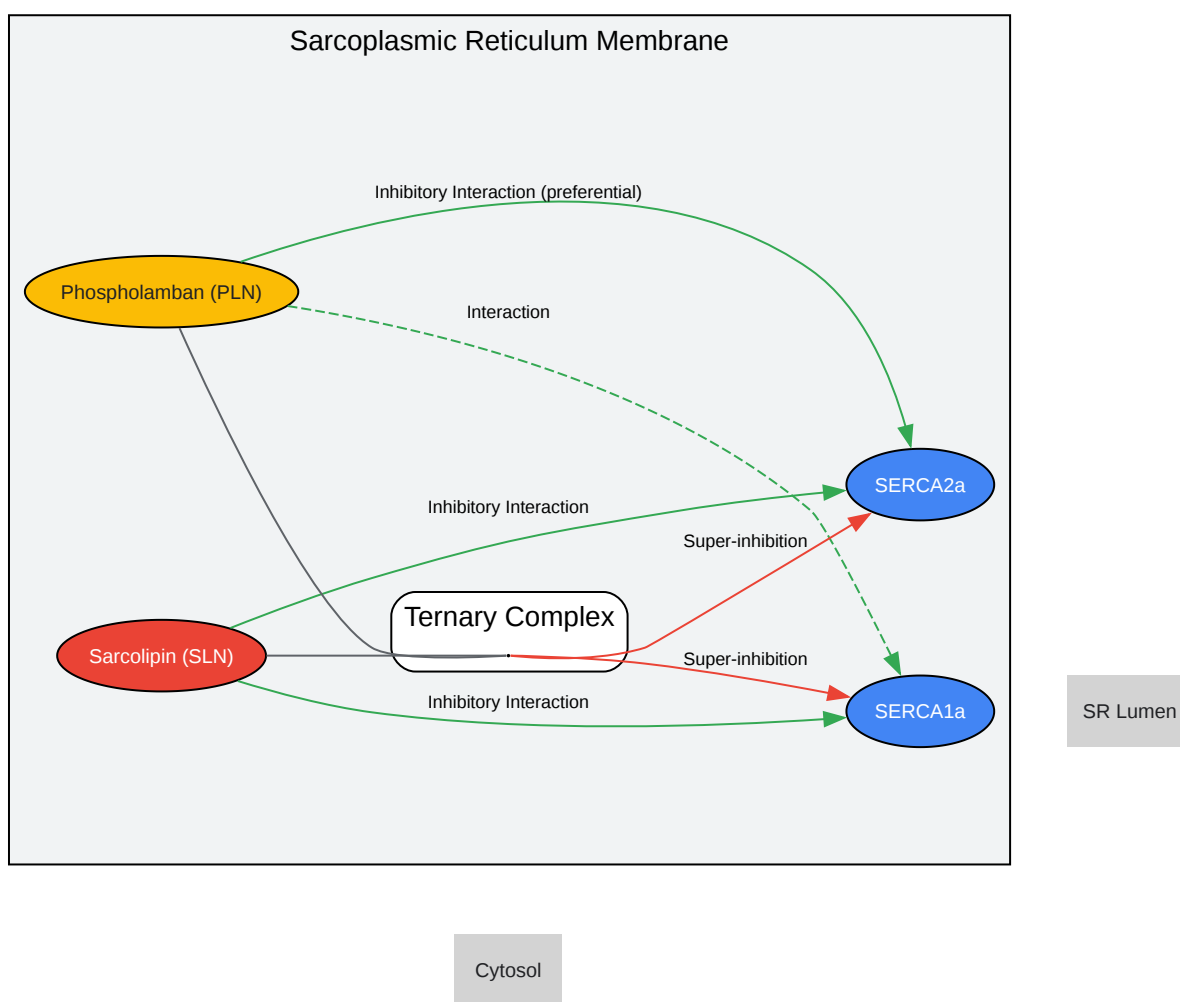 Sarcoplasmic Reticulum Membrane
Inhibitory Interaction (preferential)
Phospholamban (PLN)
Interaction
SERCA2a
Inhibitory Interaction
Super-inhibition
Ternary Complex
Sarcolipin (SLN)
Super-inhibition
Inhibitory Interaction
SERCA1a
SR Lumen
Cytosol